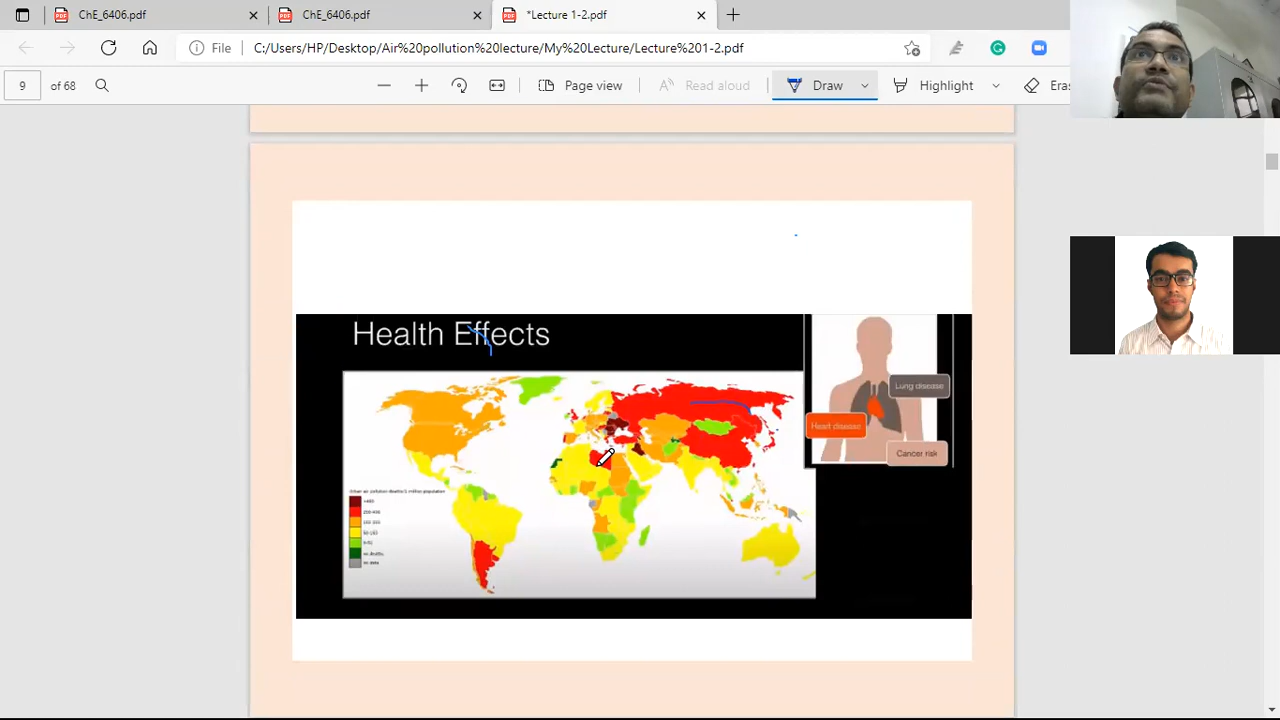 ChE_6406.pdf
ChE_6406.pdf
*Lecture 1-2.pdf
File
C:/Users/HP/Desktop/Air%20pollution%20lecture/My%20Lecture/Lecture%201-2.pdf
9 of 68
Page view
Read aloud
Draw
Highlight
Eras
Health Effects
Lung disease
Heart disease
Cancer risk